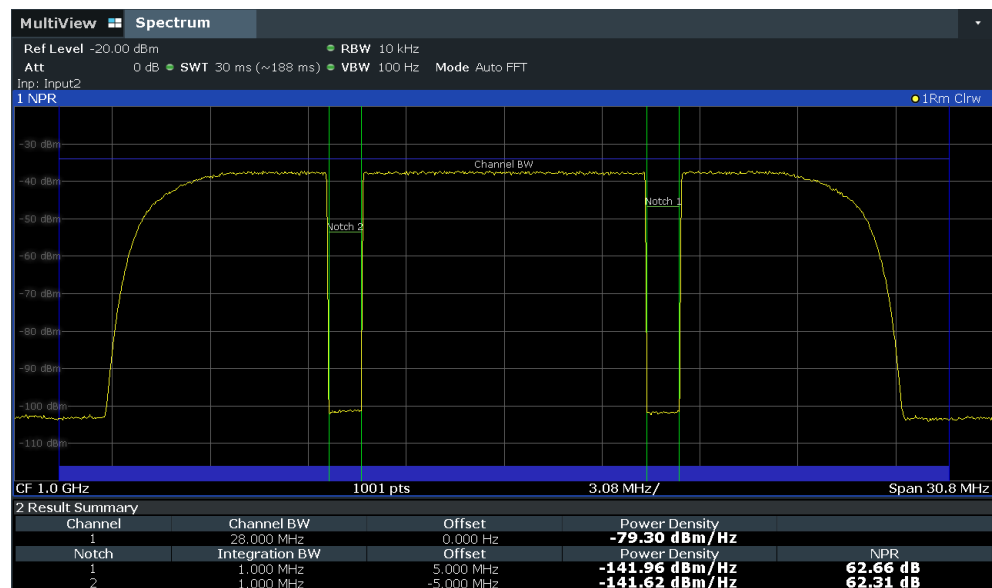 MultiView Spectrum
Ref Level -20.00 dBm RBW 10 kHz
Att 0 dB SWT 30 ms (~188 ms) VBW 100 Hz Mode Auto FFT
Inp: Input2
1 NPR 1Rm Clrw
-30 dBm
Channel BW
-40 dBm
Notch 1
-50 dBm
Notch 2
-60 dBm
-70 dBm
-80 dBm
-90 dBm
-100 dBm
-110 dBm
CF 1.0 GHz 1001 pts 3.08 MHz/ Span 30.8 MHz
2 Result Summary
Channel Channel BW Offset Power Density
1 28.000 MHz 0.000 Hz -79.30 dBm/Hz
Notch Integration BW Offset Power Density NPR
1 1.000 MHz 5.000 MHz -141.96 dBm/Hz 62.66 dB
2 1.000 MHz -5.000 MHz -141.62 dBm/Hz 62.31 dB